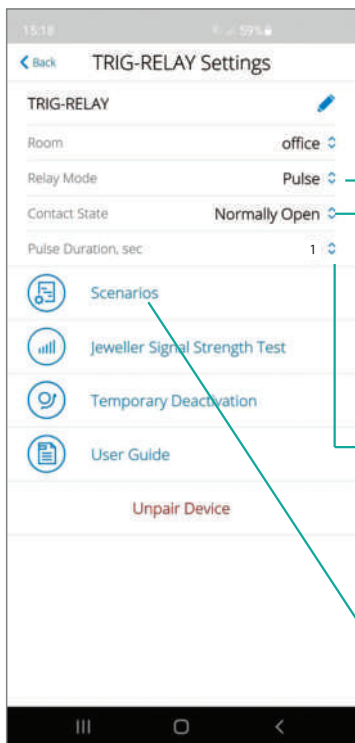 15:18 59%
Back TRIG-RELAY Settings
TRIG-RELAY
Room office
Relay Mode Pulse
Contact State Normally Open
Pulse Duration, sec 1
Scenarios
Jeweller Signal Strength Test
Temporary Deactivation
User Guide
Unpair Device